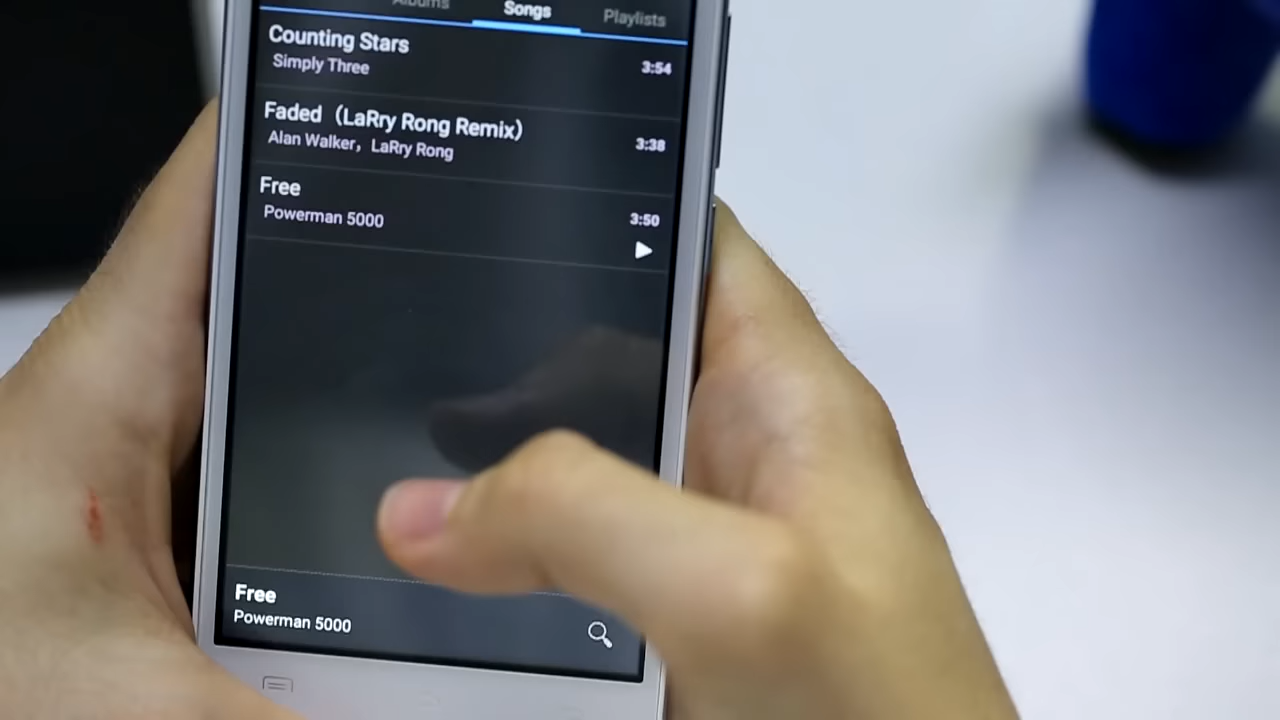 Albums Songs Playlists
Counting Stars
Simply Three 3:54
Faded（LaRry Rong Remix）
Alan Walker，LaRry Rong 3:38
Free
Powerman 5000 3:50
Free
Powerman 5000